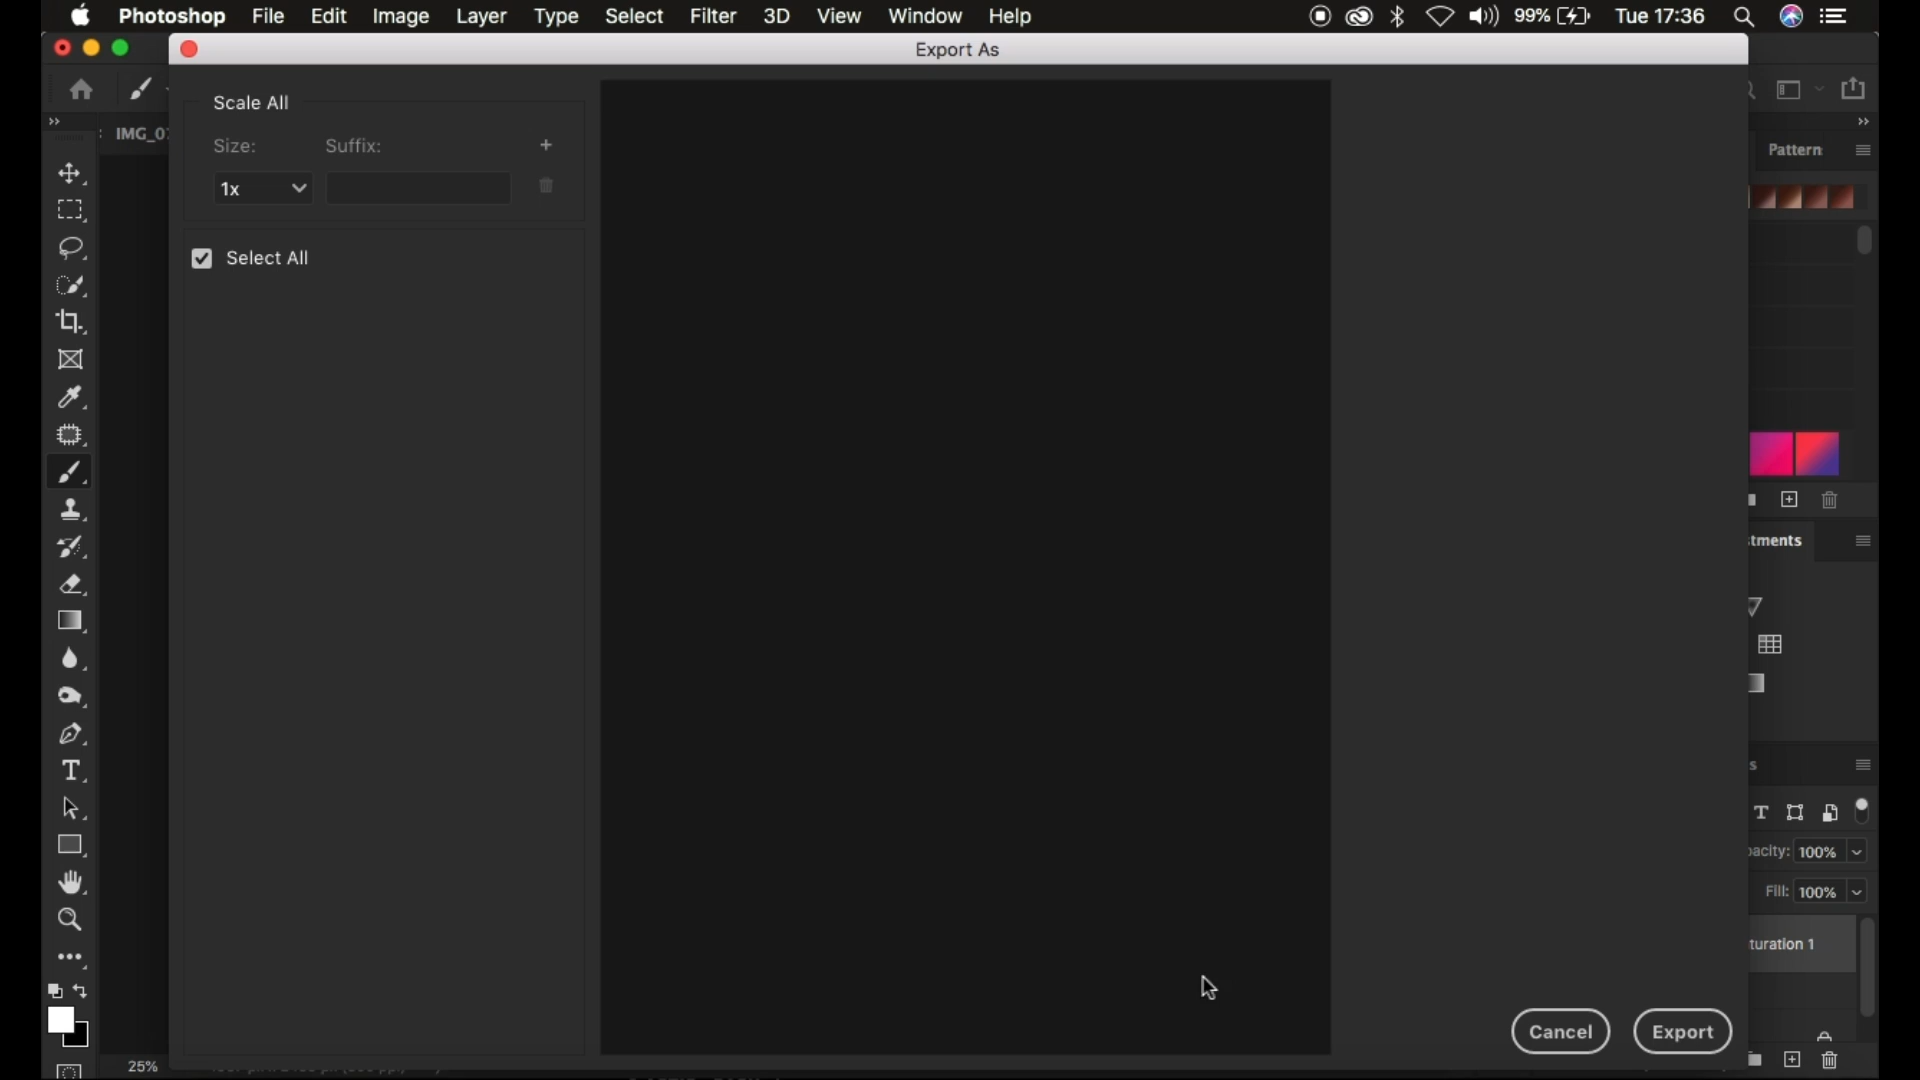 Photoshop File Edit Image Layer Type Select Filter 3D View Window Help 99% Tue 17:36
Export As
Scale All
Size: Suffix: +
1x
Select All
IMG_0
Pattern
tments
s
T
pacity: 100%
Fill: 100%
turation 1
Cancel Export
25%